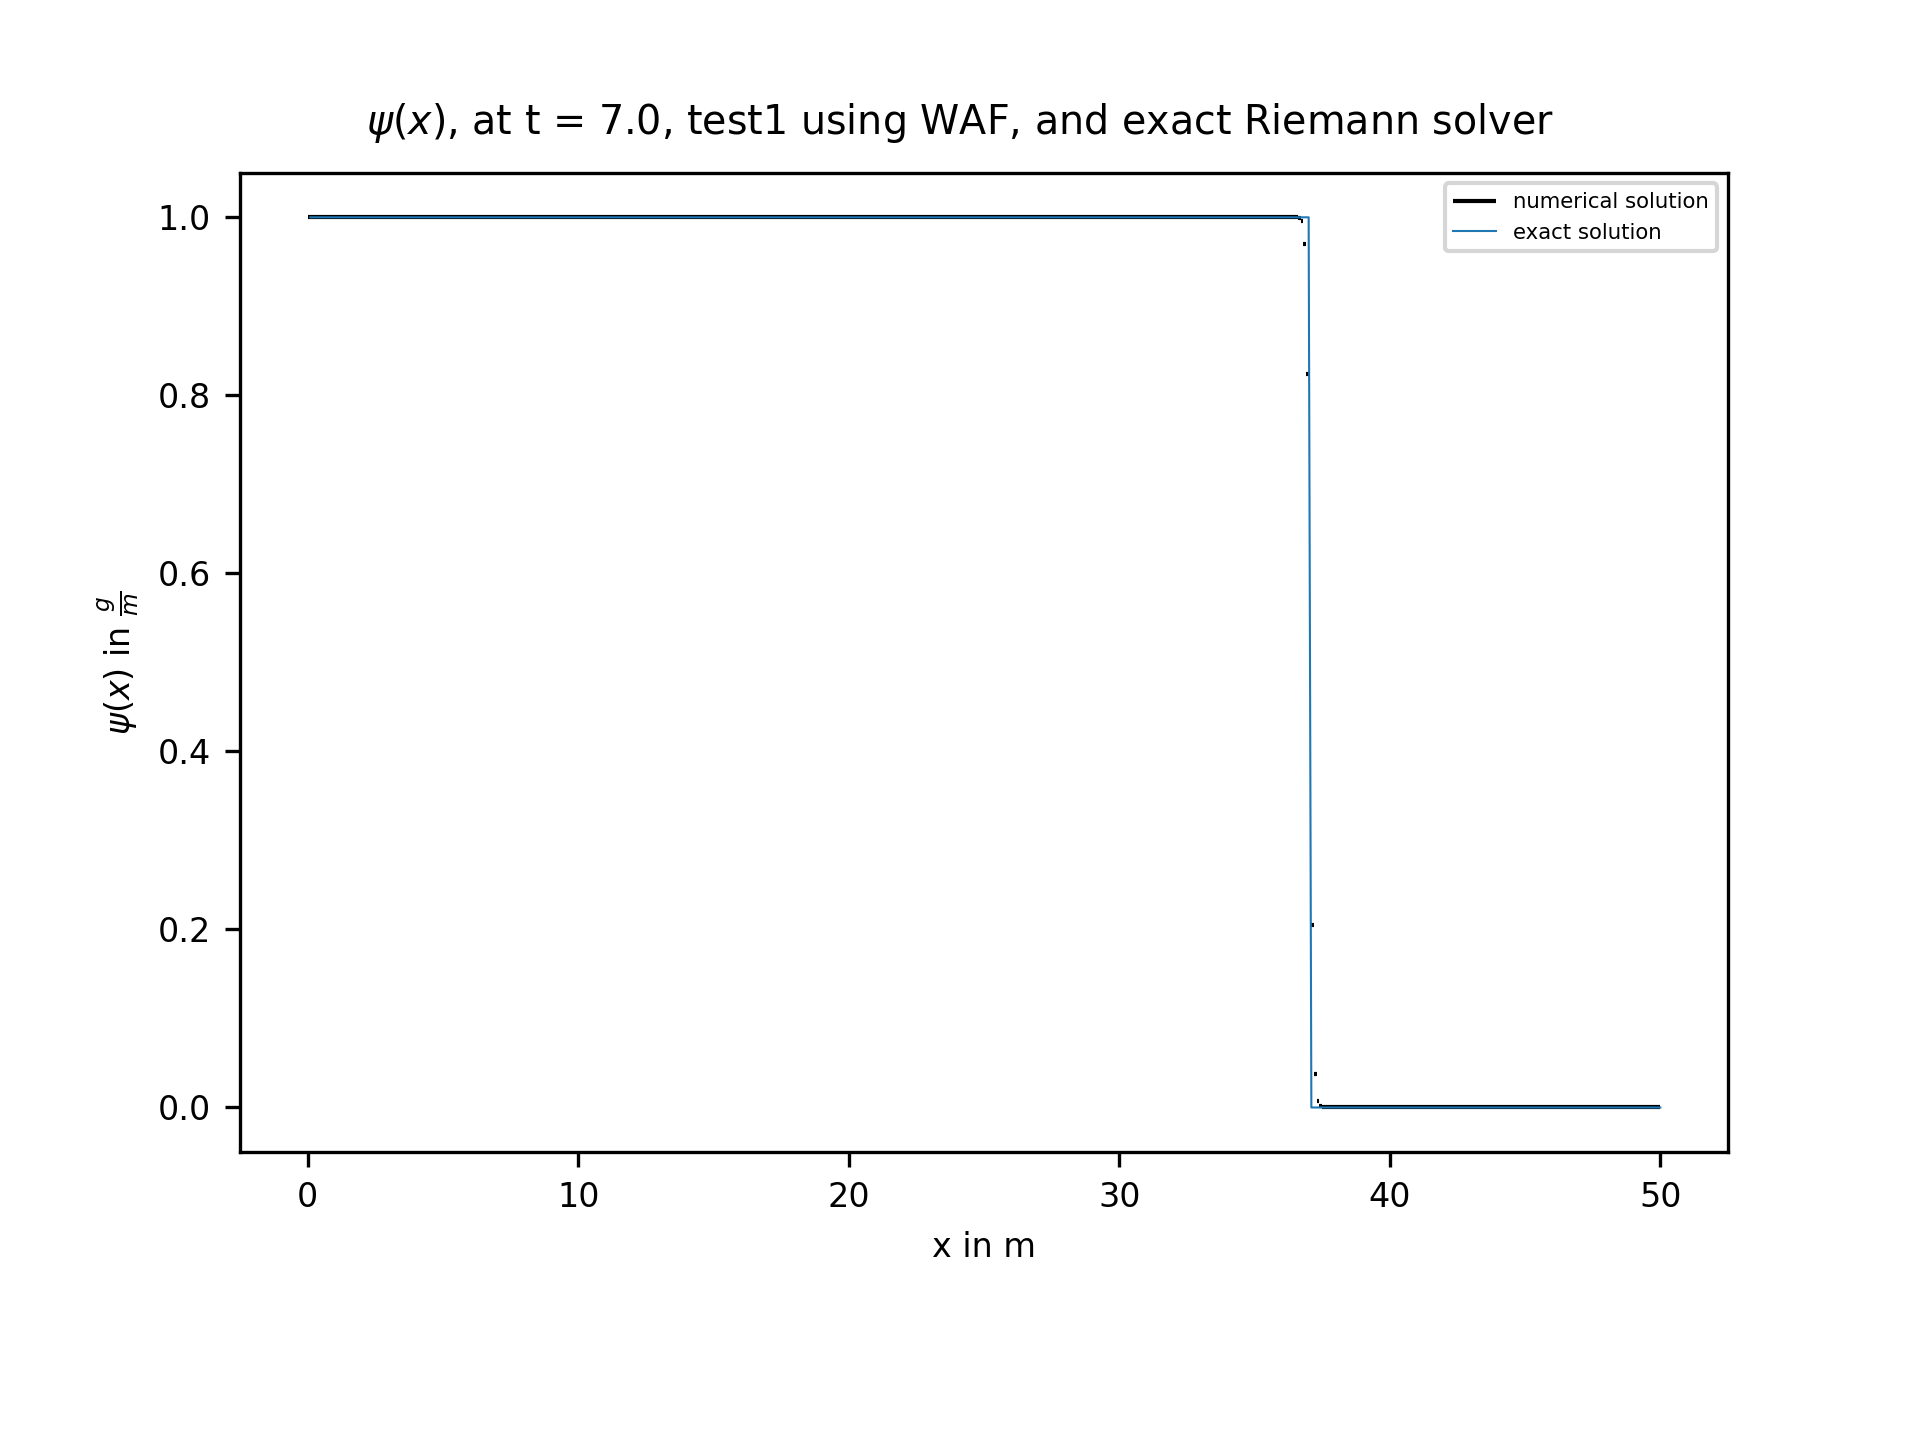 ψ(x), at t = 7.0, test1 using WAF, and exact Riemann solver
numerical solution
exact solution
1.0
0.8
0.6
0.4
0.2
0.0
ψ(x) in g/m
0 10 20 30 40 50
x in m